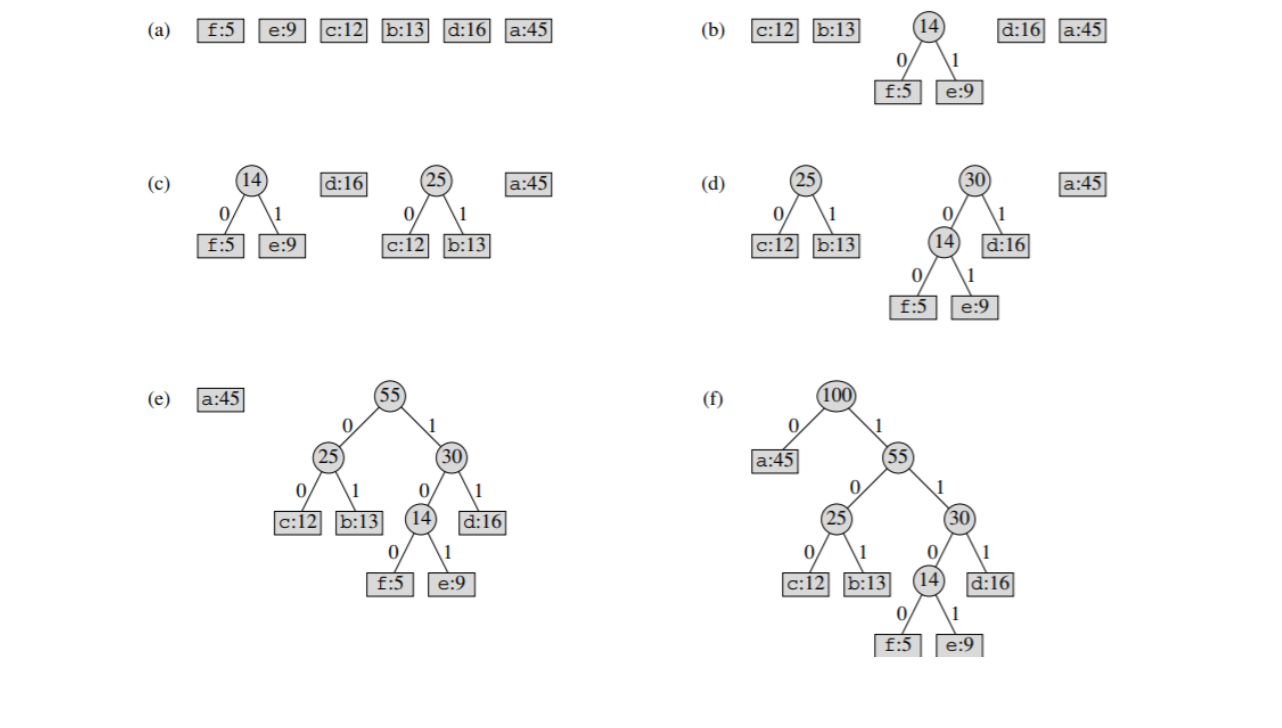 (a) f:5 e:9 c:12 b:13 d:16 a:45
(b) c:12 b:13 14 d:16 a:45
0 1
f:5 e:9
(c) 14 d:16 25 a:45
0 1 0 1
f:5 e:9 c:12 b:13
(d) 25 30 a:45
0 1 0 1
c:12 b:13 14 d:16
0 1
f:5 e:9
(e) a:45 55
0 1
25 30
0 1 0 1
c:12 b:13 14 d:16
0 1
f:5 e:9
(f) 100
0 1
a:45 55
0 1
25 30
0 1 0 1
c:12 b:13 14 d:16
0 1
f:5 e:9